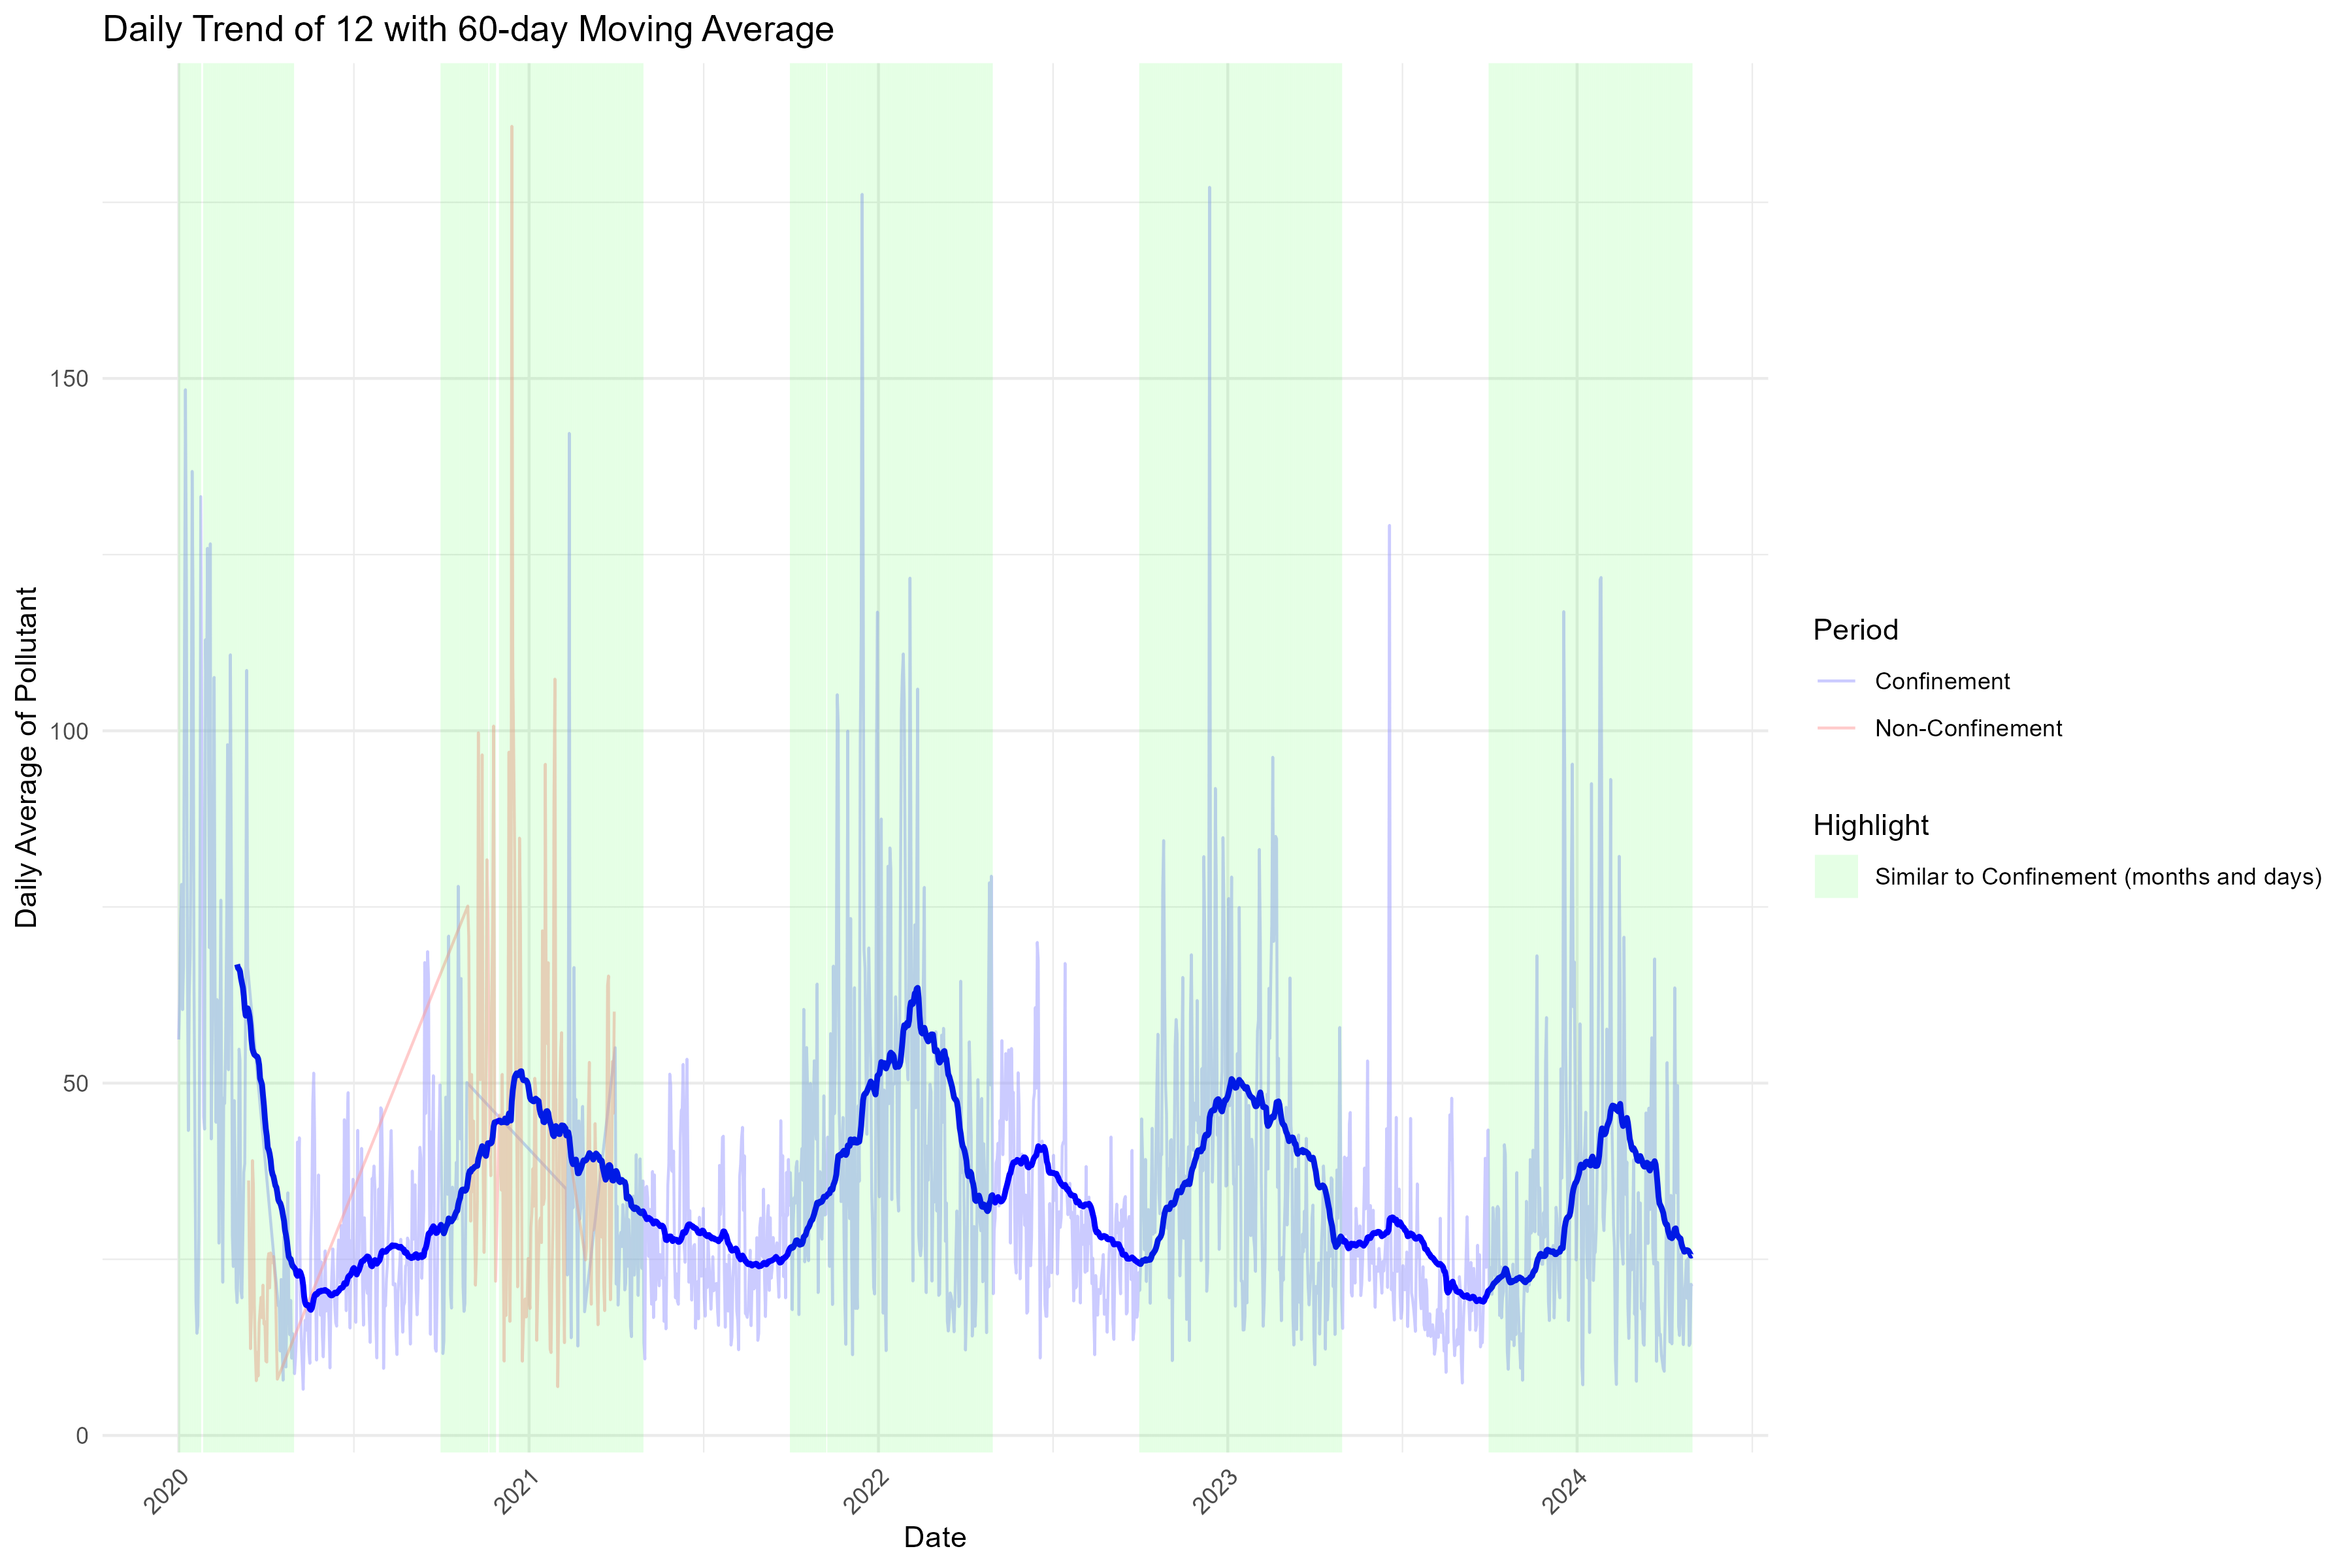 Daily Trend of 12 with 60-day Moving Average
Daily Average of Pollutant
150
100
50
0
2020
2021
2022
2023
2024
Date
Period
Confinement
Non-Confinement
Highlight
Similar to Confinement (months and days)